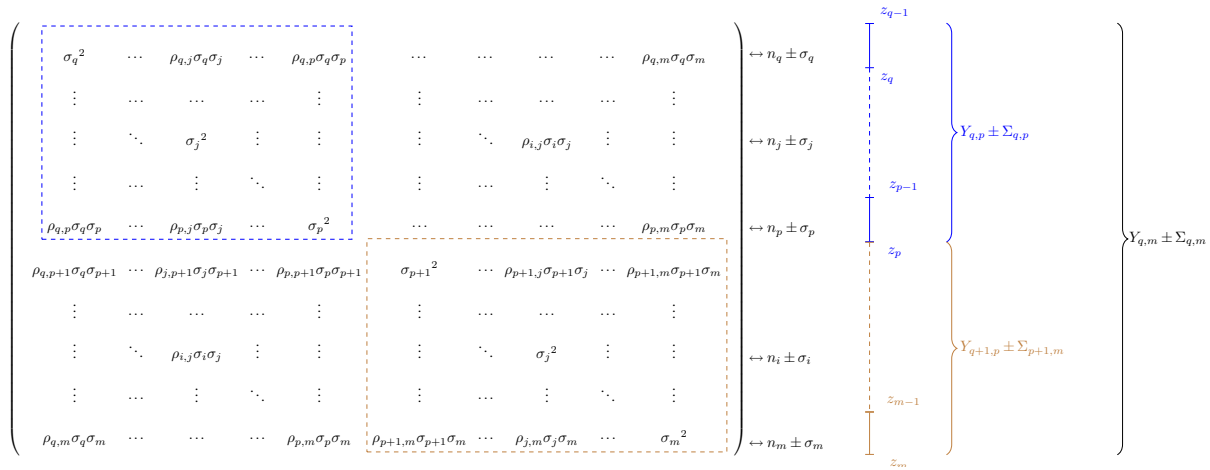 z_{q-1}
σ_q² ⋯ ρ_{q,j}σ_qσ_j ⋯ ρ_{q,p}σ_qσ_p ⋯ ⋯ ⋯ ρ_{q,m}σ_qσ_m ↔ n_q ± σ_q
z_q
⋮ ⋯ ⋯ ⋯ ⋮ ⋮ ⋯ ⋯ ⋯ ⋮
Y_{q,p} ± Σ_{q,p}
⋮ ⋱ σ_j² ⋮ ⋮ ⋮ ⋱ ρ_{i,j}σ_iσ_j ⋮ ⋮ ↔ n_j ± σ_j
⋮ ⋯ ⋮ ⋱ ⋮ ⋮ ⋯ ⋮ ⋱ ⋮ z_{p-1}
ρ_{q,p}σ_qσ_p ⋯ ρ_{p,j}σ_pσ_j ⋯ σ_p² ⋯ ⋯ ⋯ ⋯ ρ_{p,m}σ_pσ_m ↔ n_p ± σ_p
Y_{q,m} ± Σ_{q,m}
z_p
ρ_{q,p+1}σ_qσ_{p+1} ⋯ ρ_{j,p+1}σ_jσ_{p+1} ⋯ ρ_{p,p+1}σ_pσ_{p+1} σ_{p+1}² ⋯ ρ_{p+1,j}σ_{p+1}σ_j ⋯ ρ_{p+1,m}σ_{p+1}σ_m
⋮ ⋯ ⋯ ⋯ ⋮ ⋮ ⋯ ⋯ ⋯ ⋮
Y_{q+1,p} ± Σ_{p+1,m}
⋮ ⋱ ρ_{i,j}σ_iσ_j ⋮ ⋮ ⋮ ⋱ σ_j² ⋮ ⋮ ↔ n_i ± σ_i
⋮ ⋯ ⋮ ⋱ ⋮ ⋮ ⋯ ⋮ ⋱ ⋮ z_{m-1}
ρ_{q,m}σ_qσ_m ⋯ ⋯ ⋯ ρ_{p,m}σ_pσ_m ρ_{p+1,m}σ_{p+1}σ_m ⋯ ρ_{j,m}σ_jσ_m ⋯ σ_m² ↔ n_m ± σ_m
z_m